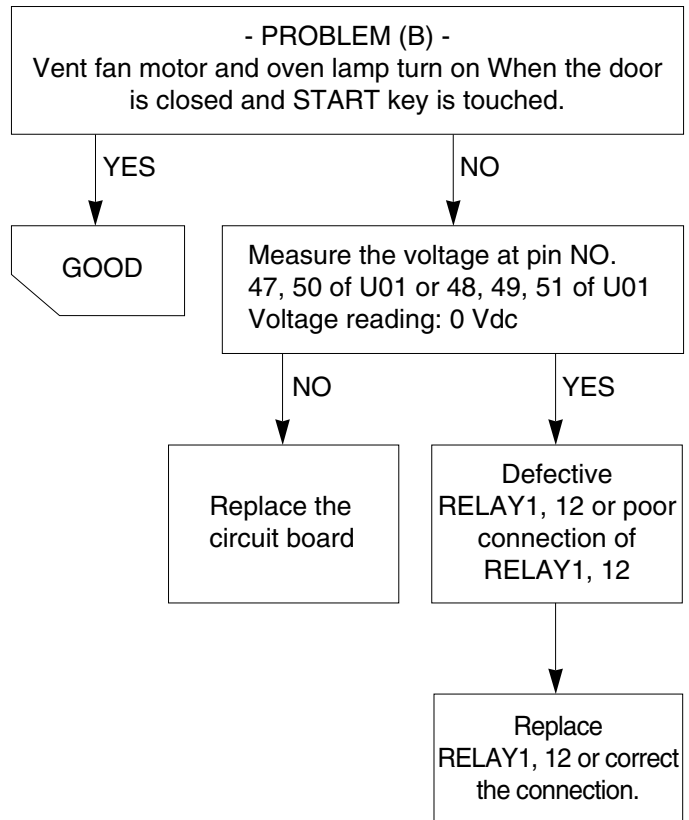 - PROBLEM (B) -
Vent fan motor and oven lamp turn on When the door
is closed and START key is touched.
YES
NO
GOOD
Measure the voltage at pin NO.
47, 50 of U01 or 48, 49, 51 of U01
Voltage reading: 0 Vdc
NO
YES
Replace the
circuit board
Defective
RELAY1, 12 or poor
connection of
RELAY1, 12
Replace
RELAY1, 12 or correct
the connection.